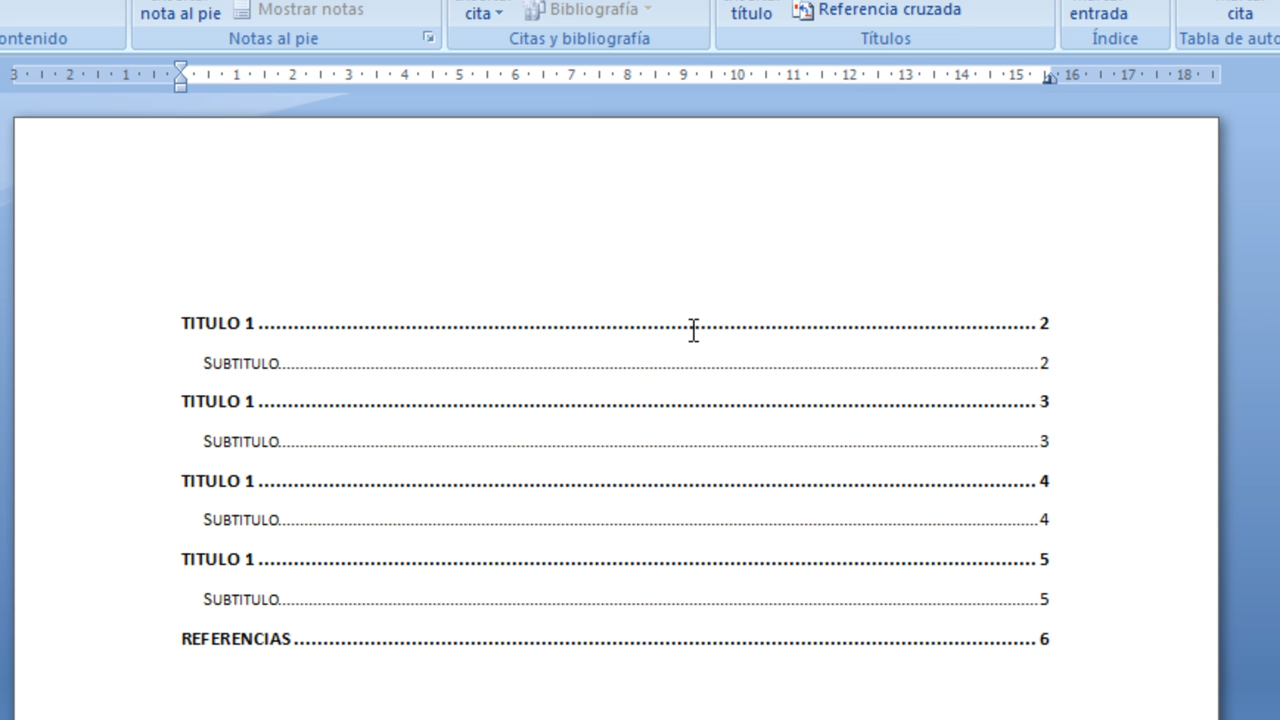 nota al pie Mostrar notas cita Bibliografía título Referencia cruzada entrada cita
ontenido Notas al pie Citas y bibliografía Títulos Índice Tabla de auto
3 2 1 1 2 3 4 5 6 7 8 9 10 11 12 13 14 15 16 17 18
TITULO 1 ........ 2
SUBTITULO ........ 2
TITULO 1 ........ 3
SUBTITULO ........ 3
TITULO 1 ........ 4
SUBTITULO ........ 4
TITULO 1 ........ 5
SUBTITULO ........ 5
REFERENCIAS ........ 6